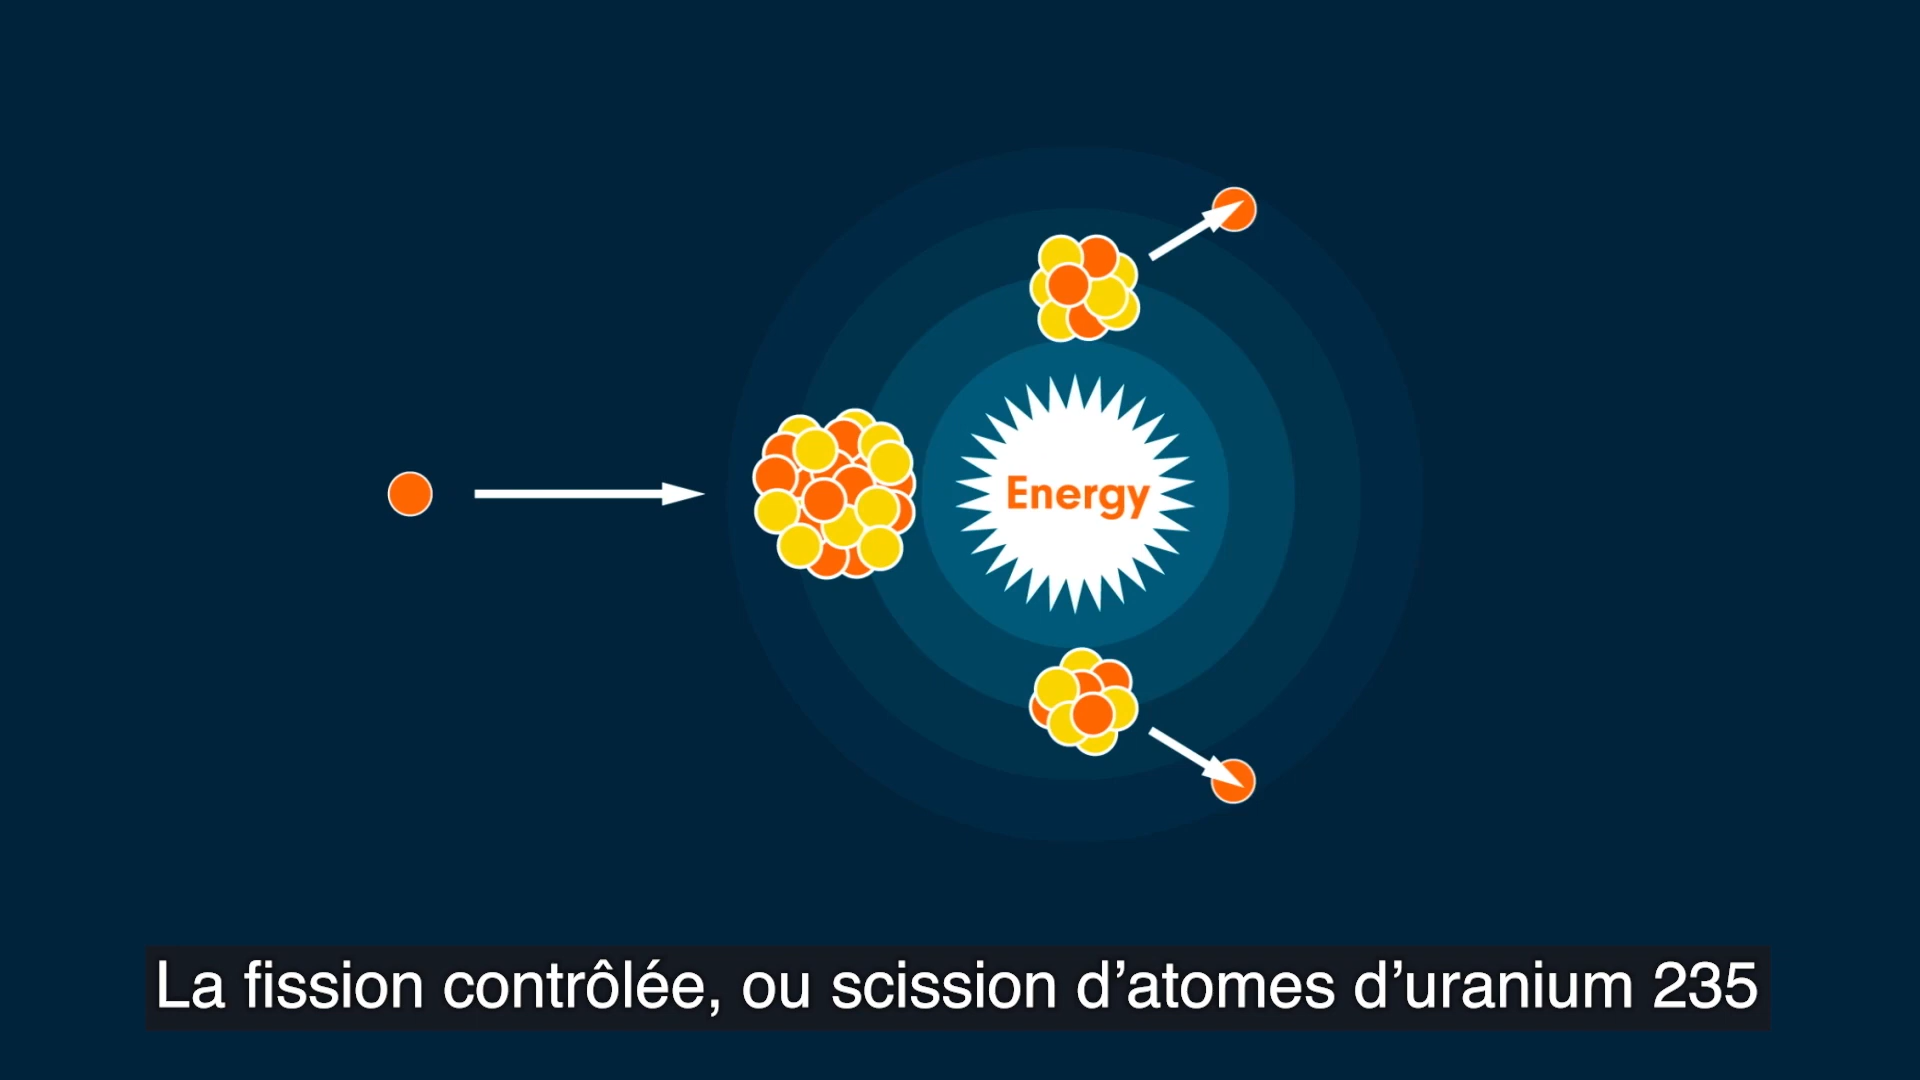 Energy
La fission contrôlée, ou scission d’atomes d’uranium 235